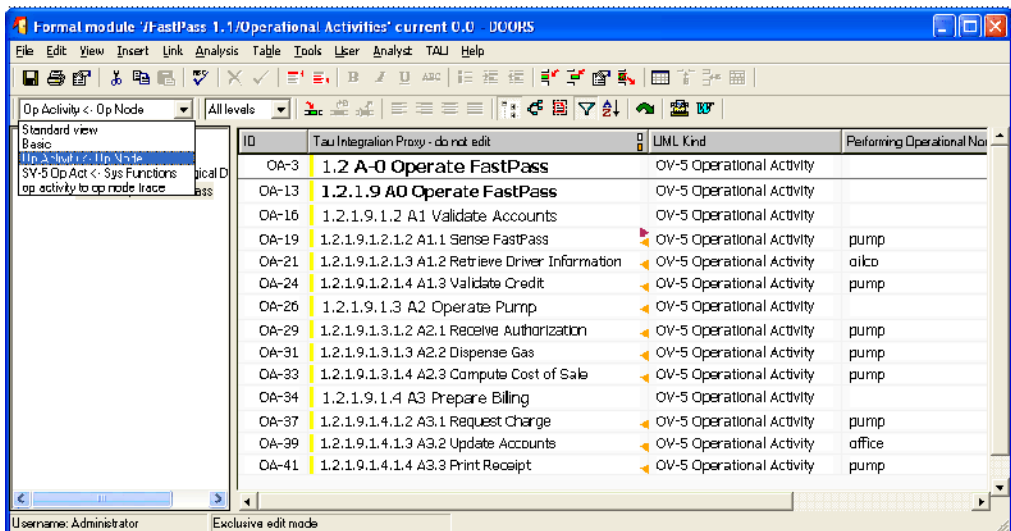 Formal module '/FastPass 1.1/Operational Activities' current 0.0 - DOORS
File Edit View Insert Link Analysis Table Tools User Analyst TAU Help
B I U ABC
Op Activity <- Op Node All levels
Standard view
Basic
Op Activity <- Op Node
SV-5 Op Act <- Sys Functions
op activity to op node trace
gical D
ass
ID Tau Integration Proxy - do not edit UML Kind Performing Operational No
OA-3 1.2 A-0 Operate FastPass OV-5 Operational Activity
OA-13 1.2.1.9 A0 Operate FastPass OV-5 Operational Activity
OA-16 1.2.1.9.1.2 A1 Validate Accounts OV-5 Operational Activity
OA-19 1.2.1.9.1.2.1.2 A1.1 Sense FastPass OV-5 Operational Activity pump
OA-21 1.2.1.9.1.2.1.3 A1.2 Retrieve Driver Information OV-5 Operational Activity oilco
OA-24 1.2.1.9.1.2.1.4 A1.3 Validate Credit OV-5 Operational Activity pump
OA-26 1.2.1.9.1.3 A2 Operate Pump OV-5 Operational Activity
OA-29 1.2.1.9.1.3.1.2 A2.1 Receive Authorization OV-5 Operational Activity pump
OA-31 1.2.1.9.1.3.1.3 A2.2 Dispense Gas OV-5 Operational Activity pump
OA-33 1.2.1.9.1.3.1.4 A2.3 Compute Cost of Sale OV-5 Operational Activity pump
OA-34 1.2.1.9.1.4 A3 Prepare Billing OV-5 Operational Activity
OA-37 1.2.1.9.1.4.1.2 A3.1 Request Charge OV-5 Operational Activity pump
OA-39 1.2.1.9.1.4.1.3 A3.2 Update Accounts OV-5 Operational Activity office
OA-41 1.2.1.9.1.4.1.4 A3.3 Print Receipt OV-5 Operational Activity pump
Username: Administrator Exclusive edit mode